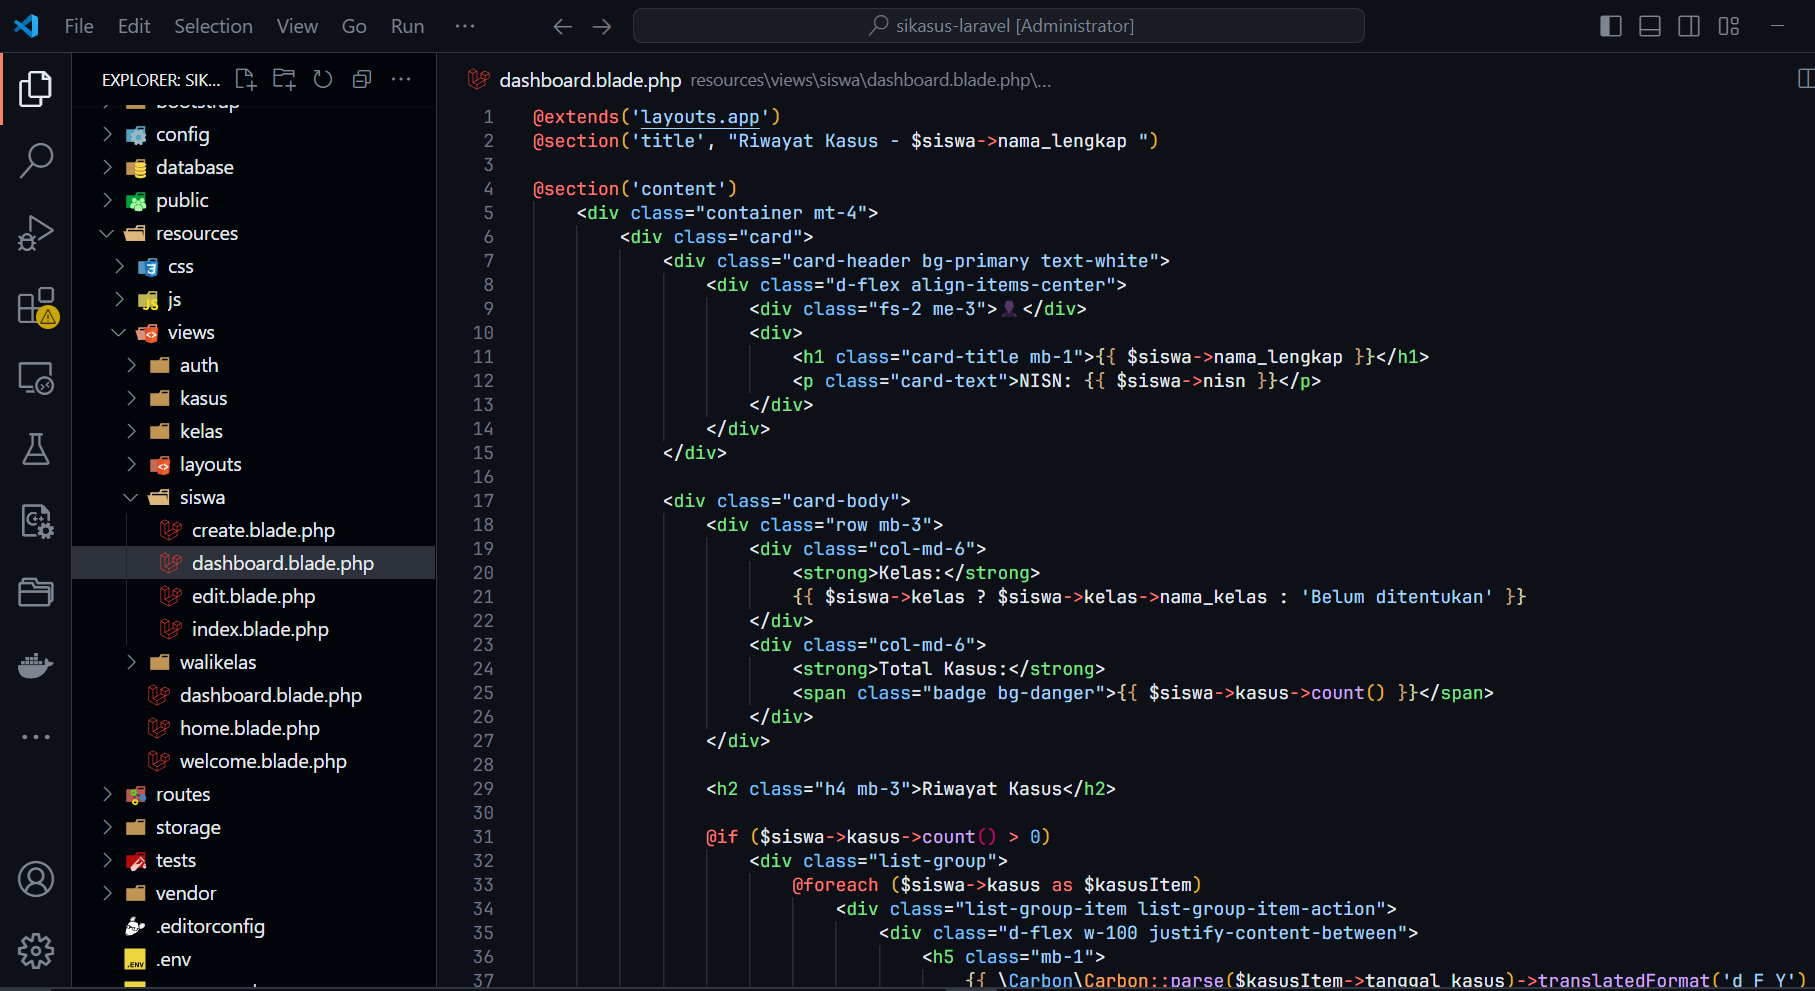 File Edit Selection View Go Run ···
sikasus-laravel [Administrator]
EXPLORER: SIK...
bootstrap
config
database
public
resources
css
js
views
auth
kasus
kelas
layouts
siswa
create.blade.php
dashboard.blade.php
edit.blade.php
index.blade.php
walikelas
dashboard.blade.php
home.blade.php
welcome.blade.php
routes
storage
tests
vendor
.editorconfig
.env
dashboard.blade.php resources\views\siswa\dashboard.blade.php\...
1 @extends('layouts.app')
2 @section('title', "Riwayat Kasus - $siswa->nama_lengkap ")
3
4 @section('content')
5 <div class="container mt-4">
6 <div class="card">
7 <div class="card-header bg-primary text-white">
8 <div class="d-flex align-items-center">
9 <div class="fs-2 me-3">👤</div>
10 <div>
11 <h1 class="card-title mb-1">{{ $siswa->nama_lengkap }}</h1>
12 <p class="card-text">NISN: {{ $siswa->nisn }}</p>
13 </div>
14 </div>
15 </div>
16
17 <div class="card-body">
18 <div class="row mb-3">
19 <div class="col-md-6">
20 <strong>Kelas:</strong>
21 {{ $siswa->kelas ? $siswa->kelas->nama_kelas : 'Belum ditentukan' }}
22 </div>
23 <div class="col-md-6">
24 <strong>Total Kasus:</strong>
25 <span class="badge bg-danger">{{ $siswa->kasus->count() }}</span>
26 </div>
27 </div>
28
29 <h2 class="h4 mb-3">Riwayat Kasus</h2>
30
31 @if ($siswa->kasus->count() > 0)
32 <div class="list-group">
33 @foreach ($siswa->kasus as $kasusItem)
34 <div class="list-group-item list-group-item-action">
35 <div class="d-flex w-100 justify-content-between">
36 <h5 class="mb-1">
37 {{ \Carbon\Carbon::parse($kasusItem->tanggal_kasus)->translatedFormat('d F Y')